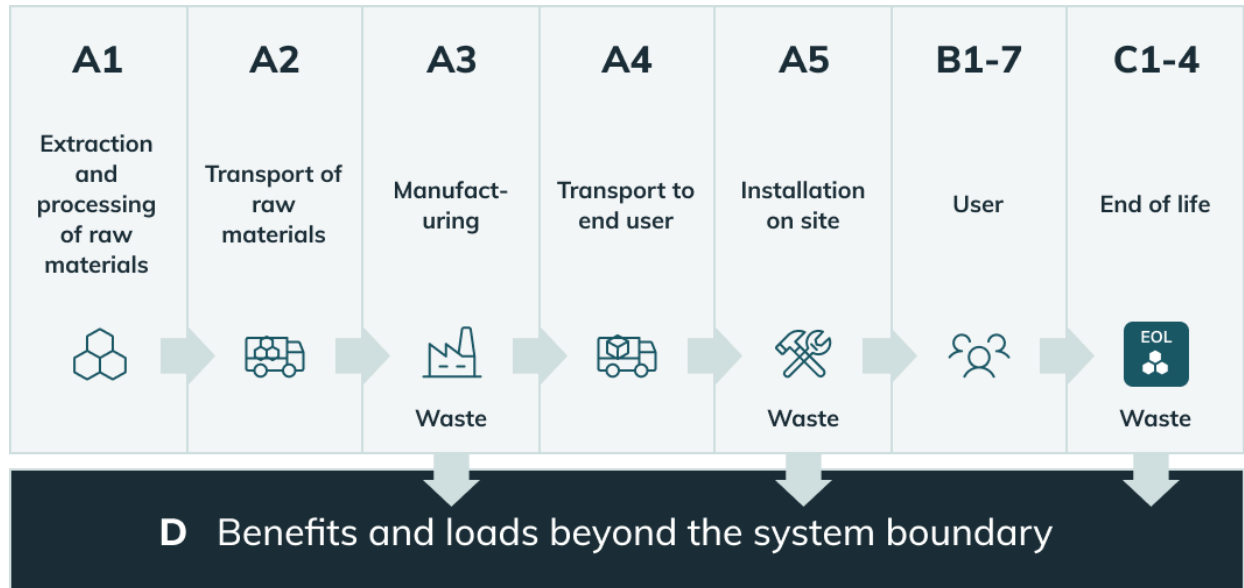 A1
Extraction
and
processing
of raw
materials
A2
Transport of
raw
materials
A3
Manufact-
uring
Waste
A4
Transport to
end user
A5
Installation
on site
Waste
B1-7
User
C1-4
End of life
EOL
Waste
D Benefits and loads beyond the system boundary